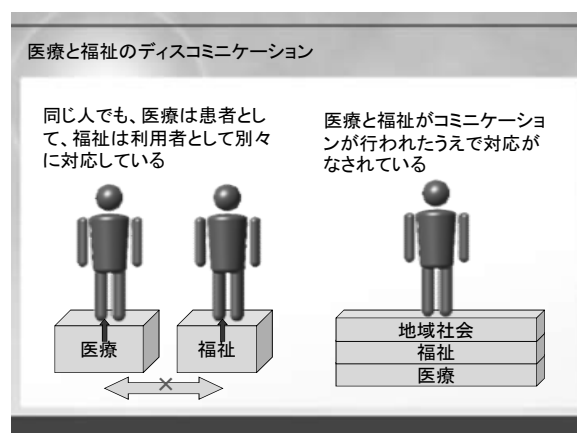 医療と福祉のディスコミニケーション
同じ人でも、医療は患者とし
て、福祉は利用者として別々
に対応している
医療と福祉がコミニケーショ
ンが行われたうえで対応が
なされている
医療
福祉
×
地域社会
福祉
医療